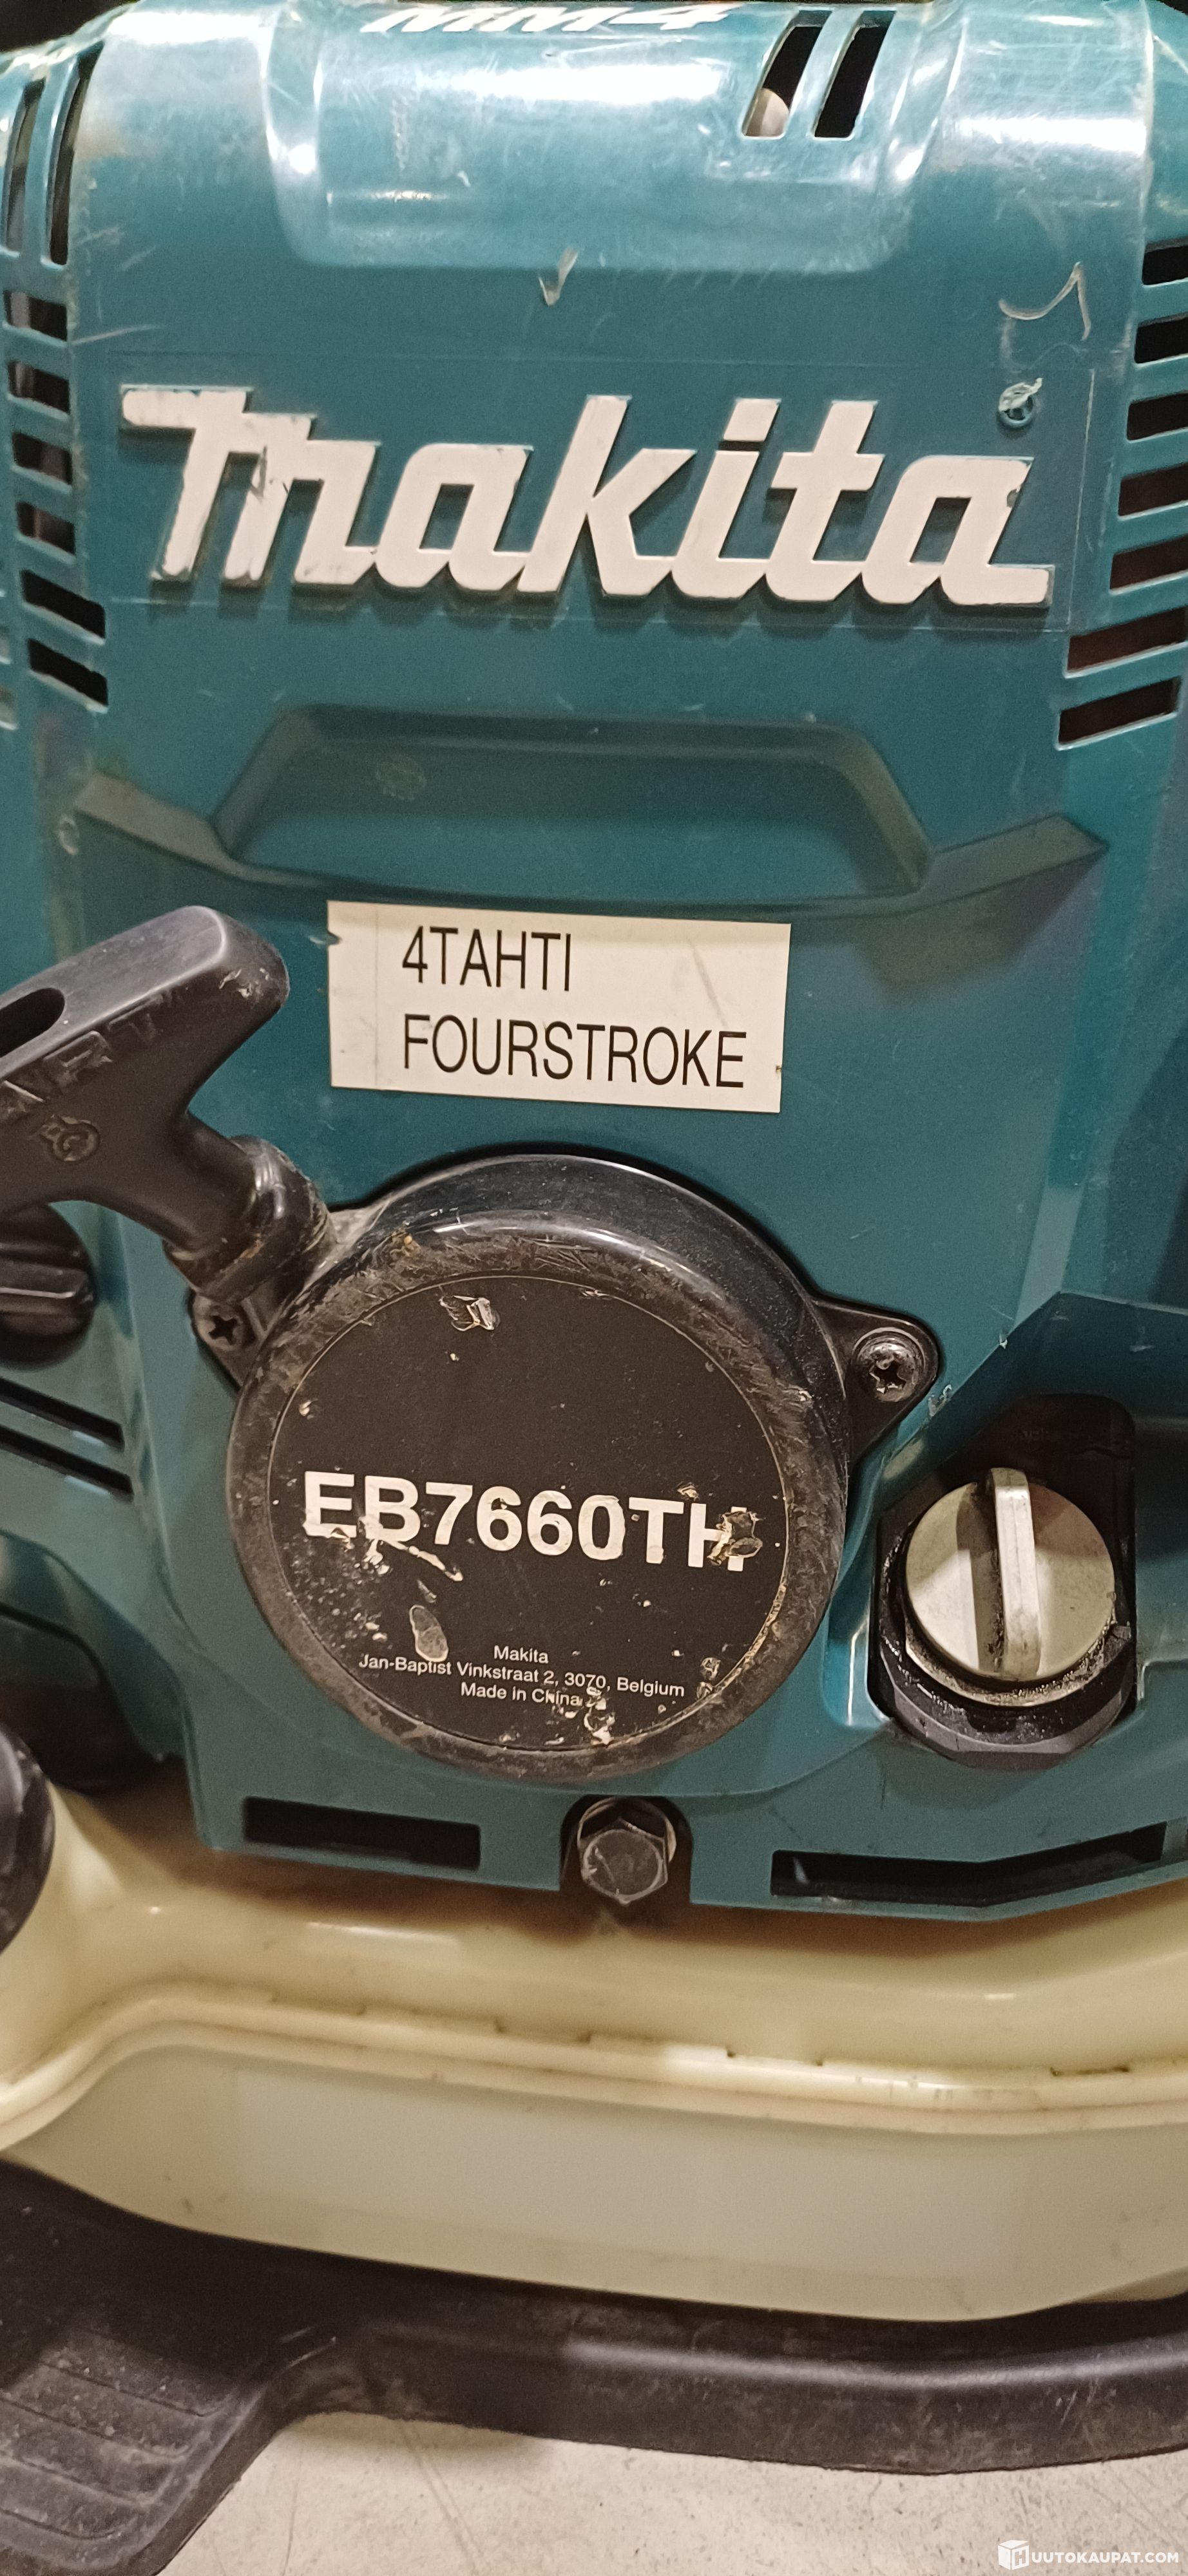 MM4
makita
4TAHTI
FOURSTROKE
EB7660TH
Makita
Jan-Baptist Vinkstraat 2, 3070, Belgium
Made in China
HUUTOKAUPAT.COM